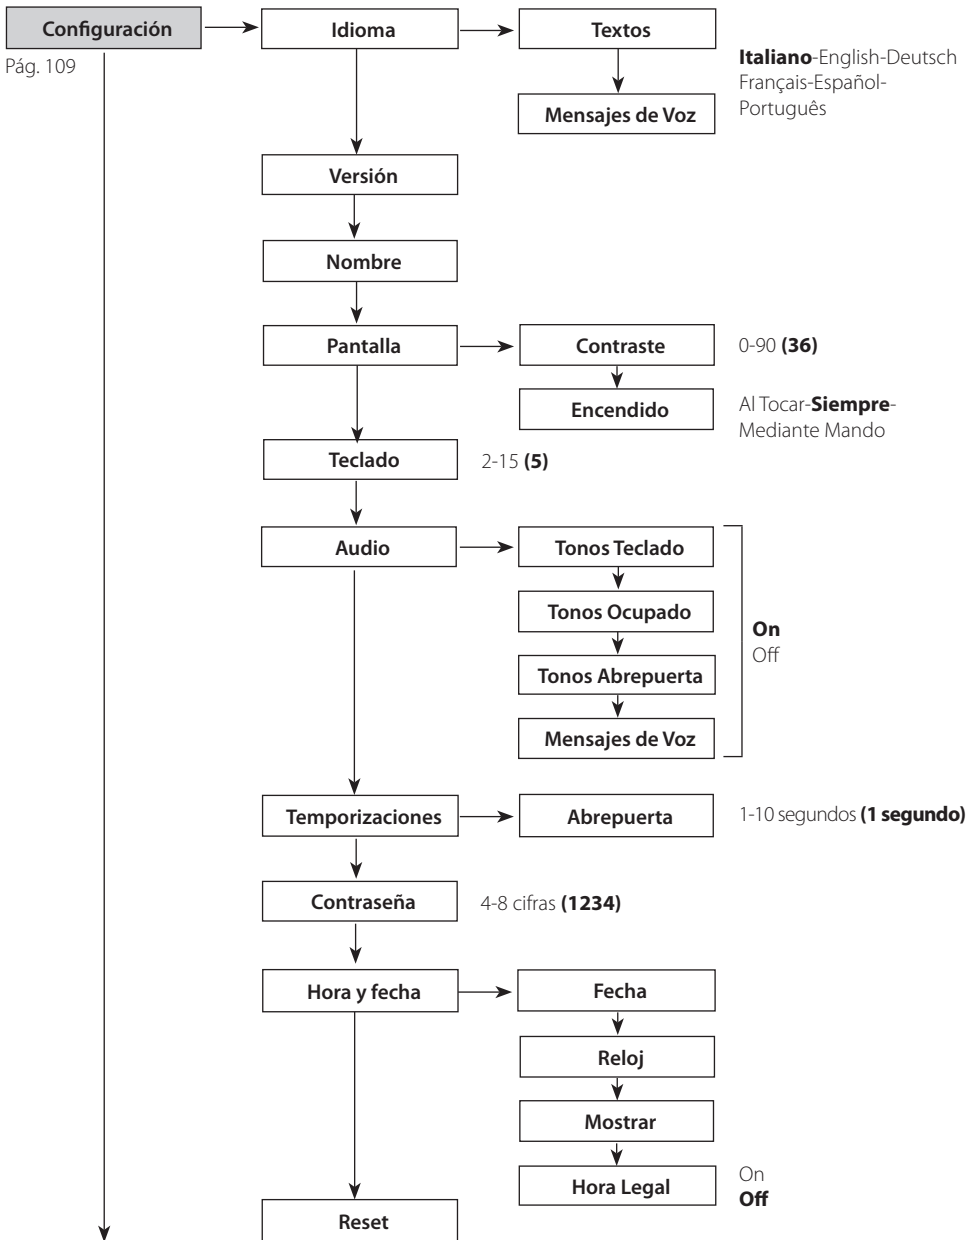 Configuración
Idioma
Textos
Pág. 109
Italiano-English-Deutsch
Français-Español-
Português
Mensajes de Voz
Versión
Nombre
Pantalla
Contraste
0-90 (36)
Encendido
Al Tocar-Siempre-
Mediante Mando
Teclado
2-15 (5)
Audio
Tonos Teclado
Tonos Ocupado
On
Off
Tonos Abrepuerta
Mensajes de Voz
Temporizaciones
Abrepuerta
1-10 segundos (1 segundo)
Contraseña
4-8 cifras (1234)
Hora y fecha
Fecha
Reloj
Mostrar
Hora Legal
On
Off
Reset